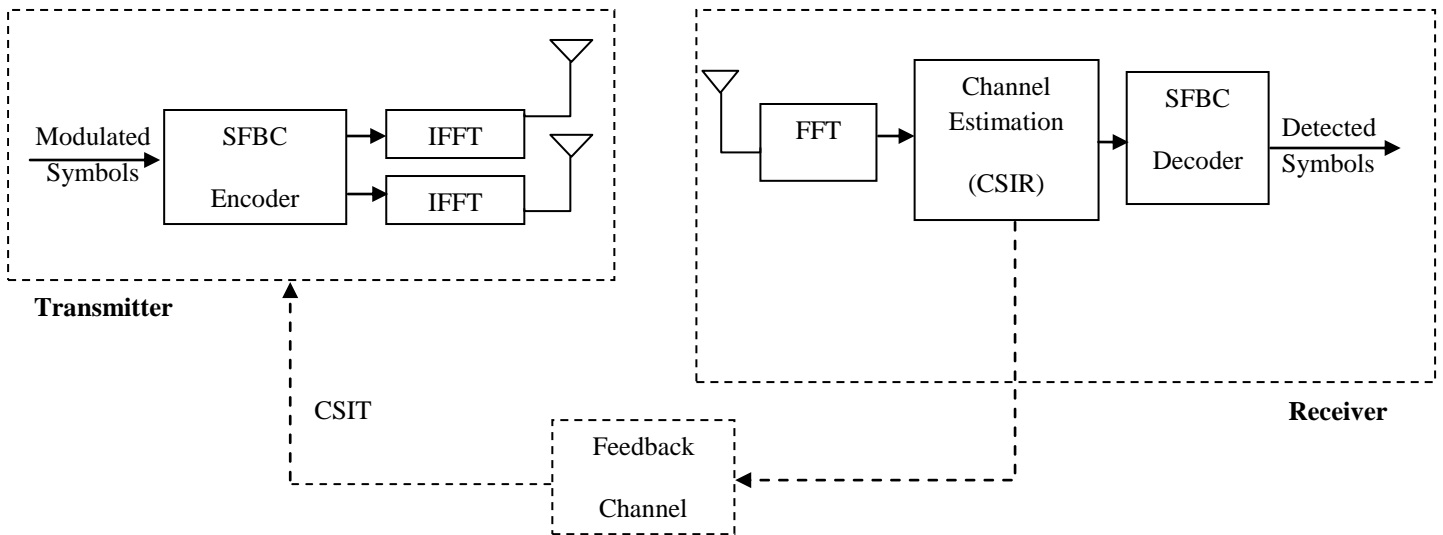 Modulated
Symbols
SFBC
Encoder
IFFT
IFFT
Transmitter
FFT
Channel
Estimation
(CSIR)
SFBC
Decoder
Detected
Symbols
Receiver
CSIT
Feedback
Channel